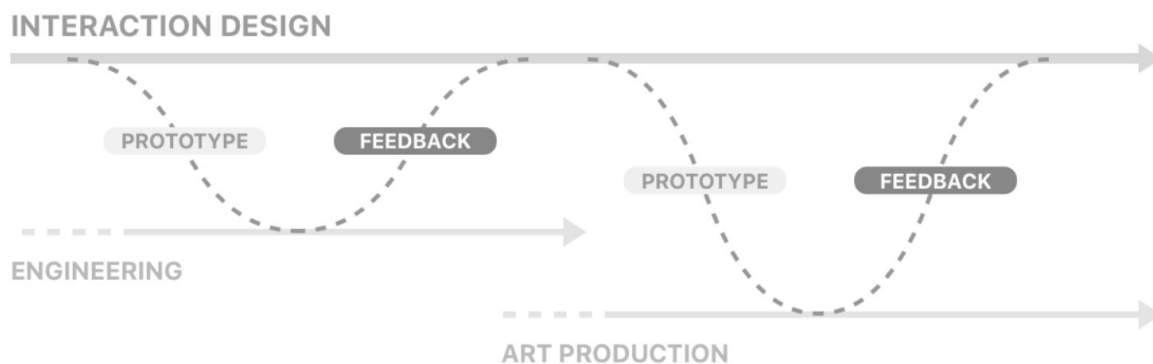 INTERACTION DESIGN
PROTOTYPE
FEEDBACK
PROTOTYPE
FEEDBACK
ENGINEERING
ART PRODUCTION